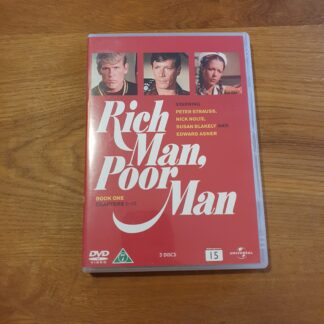 STARRING
PETER STRAUSS,
NICK NOLTE,
SUSAN BLAKELY AND
EDWARD ASNER
Rich
Man,
Poor
Man
BOOK ONE
DVD
VIDEO
3 DISCS
15
UNIVERSAL